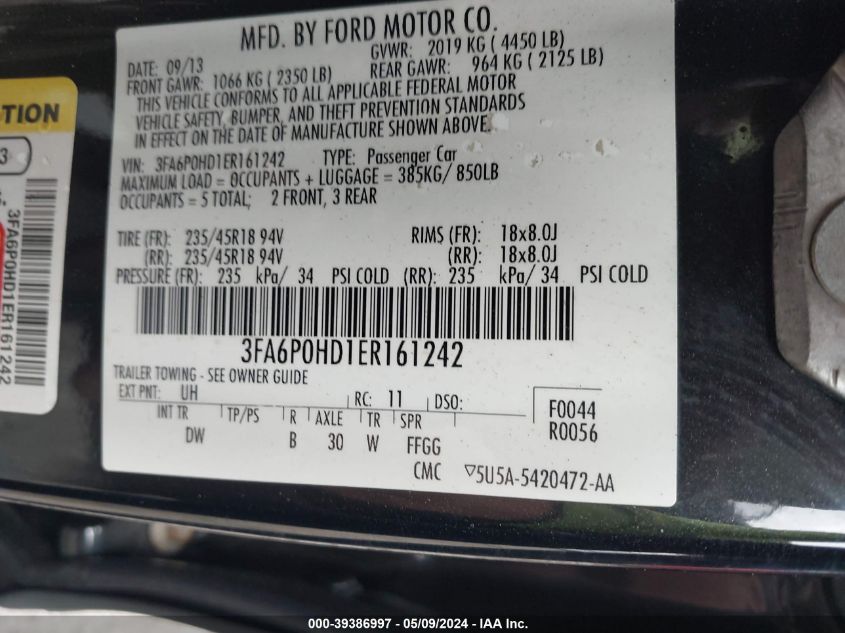 MFD. BY FORD MOTOR CO.
DATE: 09/13 GVWR: 2019 KG ( 4450 LB)
FRONT GAWR: 1066 KG ( 2350 LB) REAR GAWR: 964 KG ( 2125 LB)
THIS VEHICLE CONFORMS TO ALL APPLICABLE FEDERAL MOTOR
VEHICLE SAFETY, BUMPER, AND THEFT PREVENTION STANDARDS
IN EFFECT ON THE DATE OF MANUFACTURE SHOWN ABOVE.
VIN: 3FA6P0HD1ER161242 TYPE: Passenger Car
MAXIMUM LOAD = OCCUPANTS + LUGGAGE = 385KG/ 850LB
OCCUPANTS = 5 TOTAL; 2 FRONT, 3 REAR
TIRE (FR): 235/45R18 94V RIMS (FR): 18x8.0J
(RR): 235/45R18 94V (RR): 18x8.0J
PRESSURE (FR): 235 kPa/ 34 PSI COLD (RR): 235 kPa/ 34 PSI COLD
3FA6P0HD1ER161242
TRAILER TOWING - SEE OWNER GUIDE
EXT PNT: UH RC: 11 DSO:
INT TR TP/PS R AXLE TR SPR
DW B 30 W FFGG
F0044
R0056
CMC ▽5U5A-5420472-AA
TION
3
3FA6P0HD1ER161242
000-39386997 - 05/09/2024 - IAA Inc.